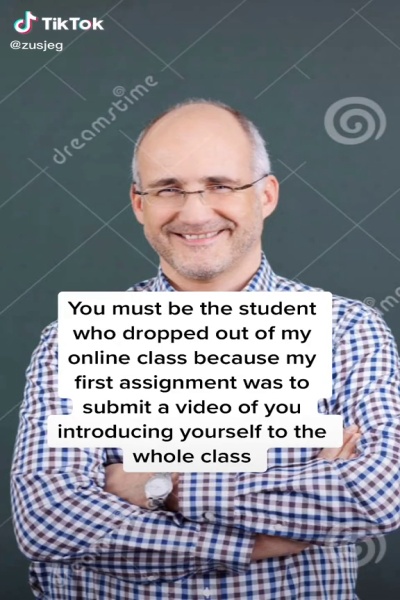 TikTok
@zusjeg
dreamstime
You must be the student
who dropped out of my
online class because my
first assignment was to
submit a video of you
introducing yourself to the
whole class
dreamstime